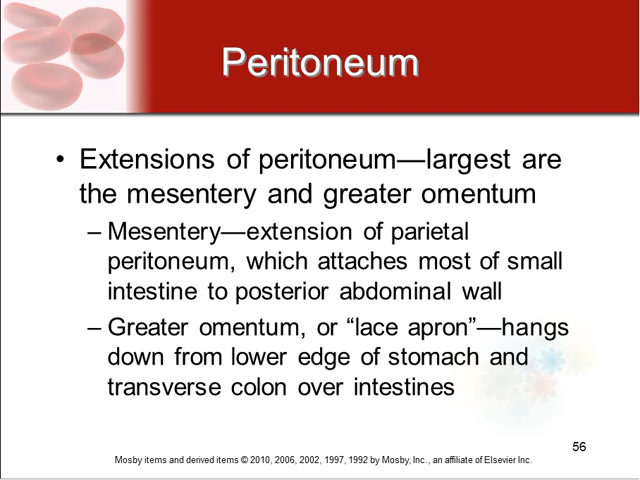 Peritoneum
• Extensions of peritoneum—largest are
the mesentery and greater omentum
– Mesentery—extension of parietal
peritoneum, which attaches most of small
intestine to posterior abdominal wall
– Greater omentum, or “lace apron”—hangs
down from lower edge of stomach and
transverse colon over intestines
56
Mosby items and derived items © 2010, 2006, 2002, 1997, 1992 by Mosby, Inc., an affiliate of Elsevier Inc.